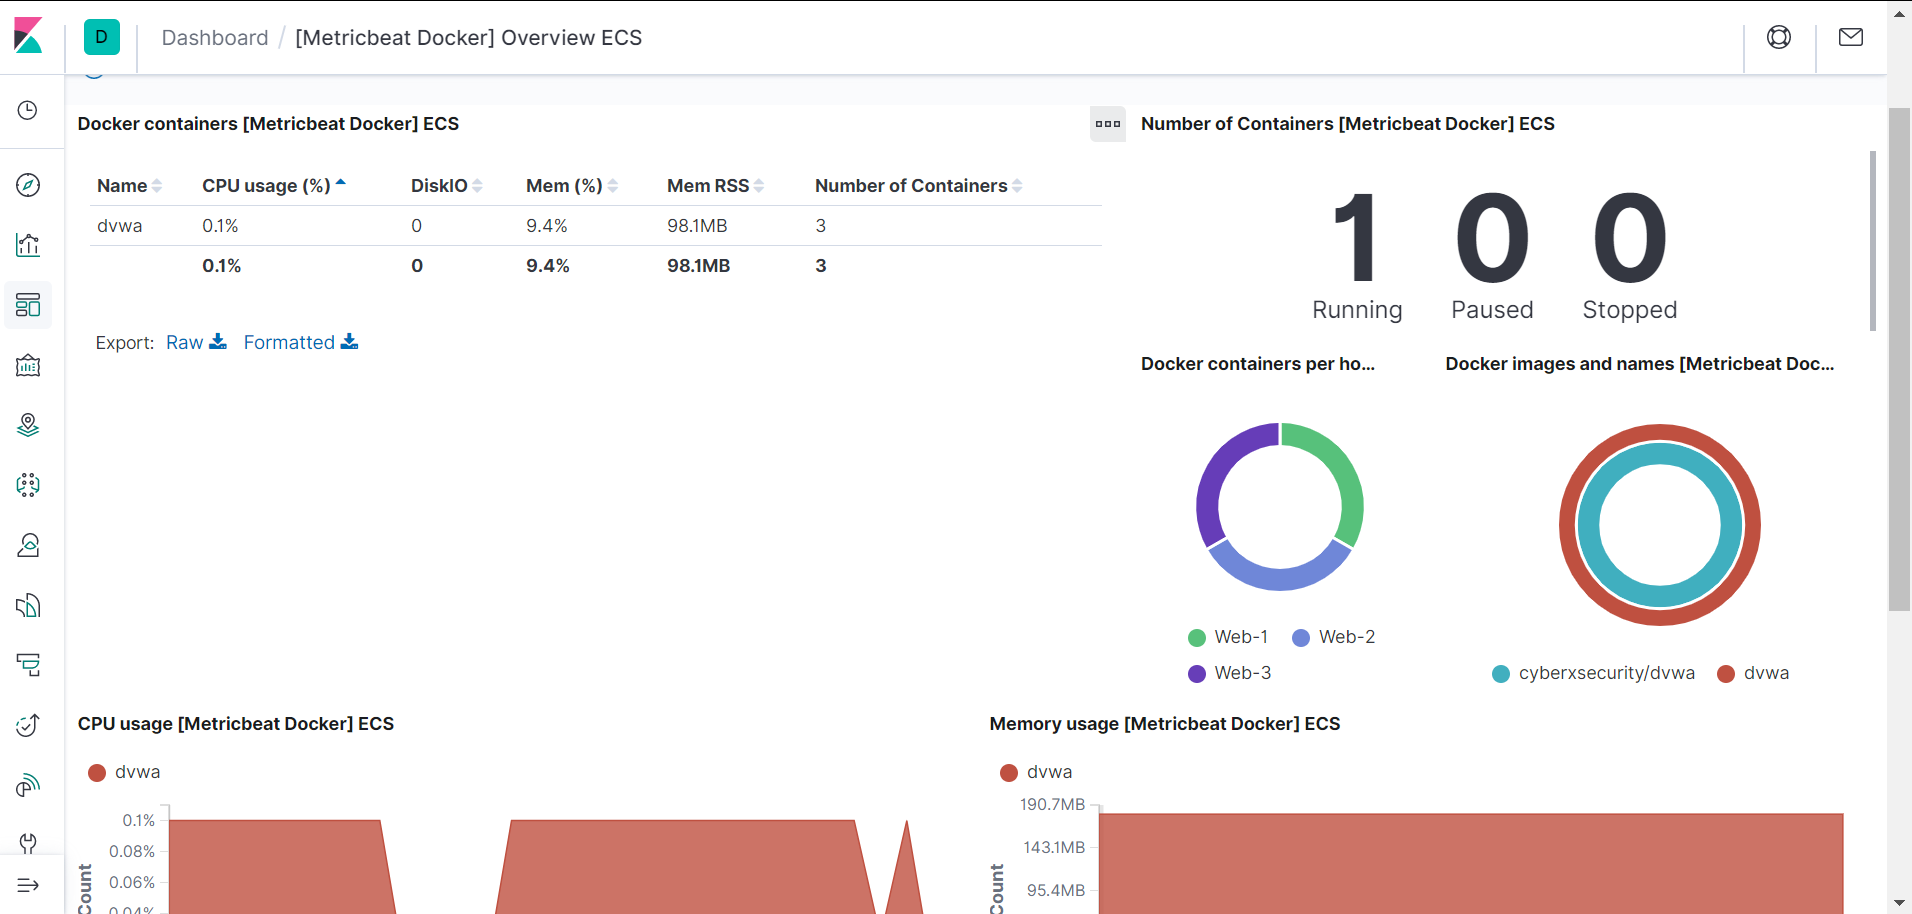 D Dashboard / [Metricbeat Docker] Overview ECS
Docker containers [Metricbeat Docker] ECS
Name CPU usage (%) DiskIO Mem (%) Mem RSS Number of Containers
dvwa 0.1% 0 9.4% 98.1MB 3
0.1% 0 9.4% 98.1MB 3
Export: Raw Formatted
Number of Containers [Metricbeat Docker] ECS
1 0 0
Running Paused Stopped
Docker containers per ho...
Web-1 Web-2
Web-3
Docker images and names [Metricbeat Doc...
cyberxsecurity/dvwa dvwa
CPU usage [Metricbeat Docker] ECS
dvwa
0.1%
0.08%
0.06%
0.04%
Count
Memory usage [Metricbeat Docker] ECS
dvwa
190.7MB
143.1MB
95.4MB
Count